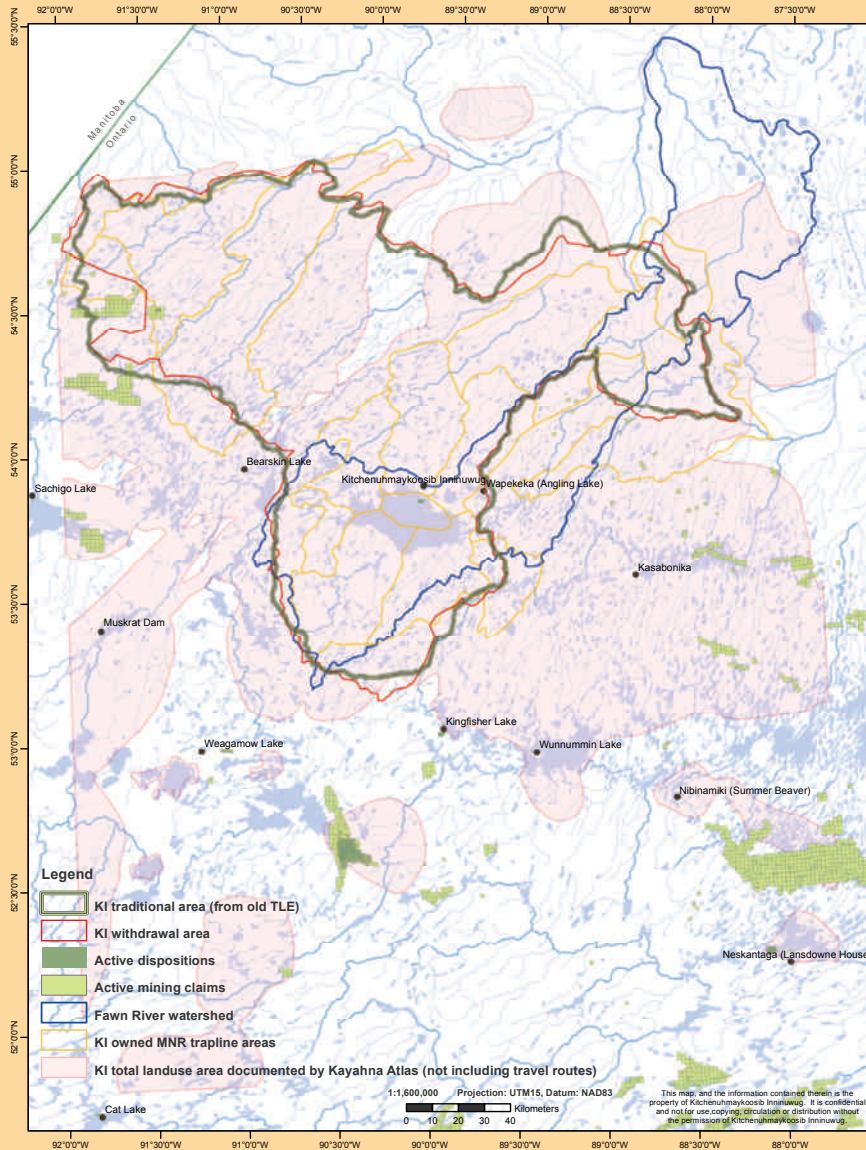 92°0'0"W 91°30'0"W 91°0'0"W 90°30'0"W 90°0'0"W 89°30'0"W 89°0'0"W 88°30'0"W 88°0'0"W 87°30'0"W
55°30'0"N
Manitoba
Ontario
55°0'0"N
54°30'0"N
54°0'0"N
Bearskin Lake
Kitchenuhmaykoosib Inninuwug
Wapekeka (Angling Lake)
Sachigo Lake
Kasabonika
53°30'0"N
Muskrat Dam
Kingfisher Lake
Weagamow Lake
Wunnummin Lake
53°0'0"N
Nibinamiki (Summer Beaver)
Legend
52°30'0"N
KI traditional area (from old TLE)
KI withdrawal area
Active dispositions
Neskantaga (Lansdowne House
Active mining claims
Fawn River watershed
52°0'0"N
KI owned MNR trapline areas
KI total landuse area documented by Kayahna Atlas (not including travel routes)
1:1,600,000 Projection: UTM15, Datum: NAD83
Kilometers
0 10 20 30 40
This map, and the information contained therein is the
property of Kitchenuhmaykoosib Inninuwug. It is confidential
and not for use,copying, circulation or distribution without
the permission of Kitchenuhmaykoosib Inninuwug.
Cat Lake
92°0'0"W 91°30'0"W 91°0'0"W 90°30'0"W 90°0'0"W 89°30'0"W 89°0'0"W 88°30'0"W 88°0'0"W